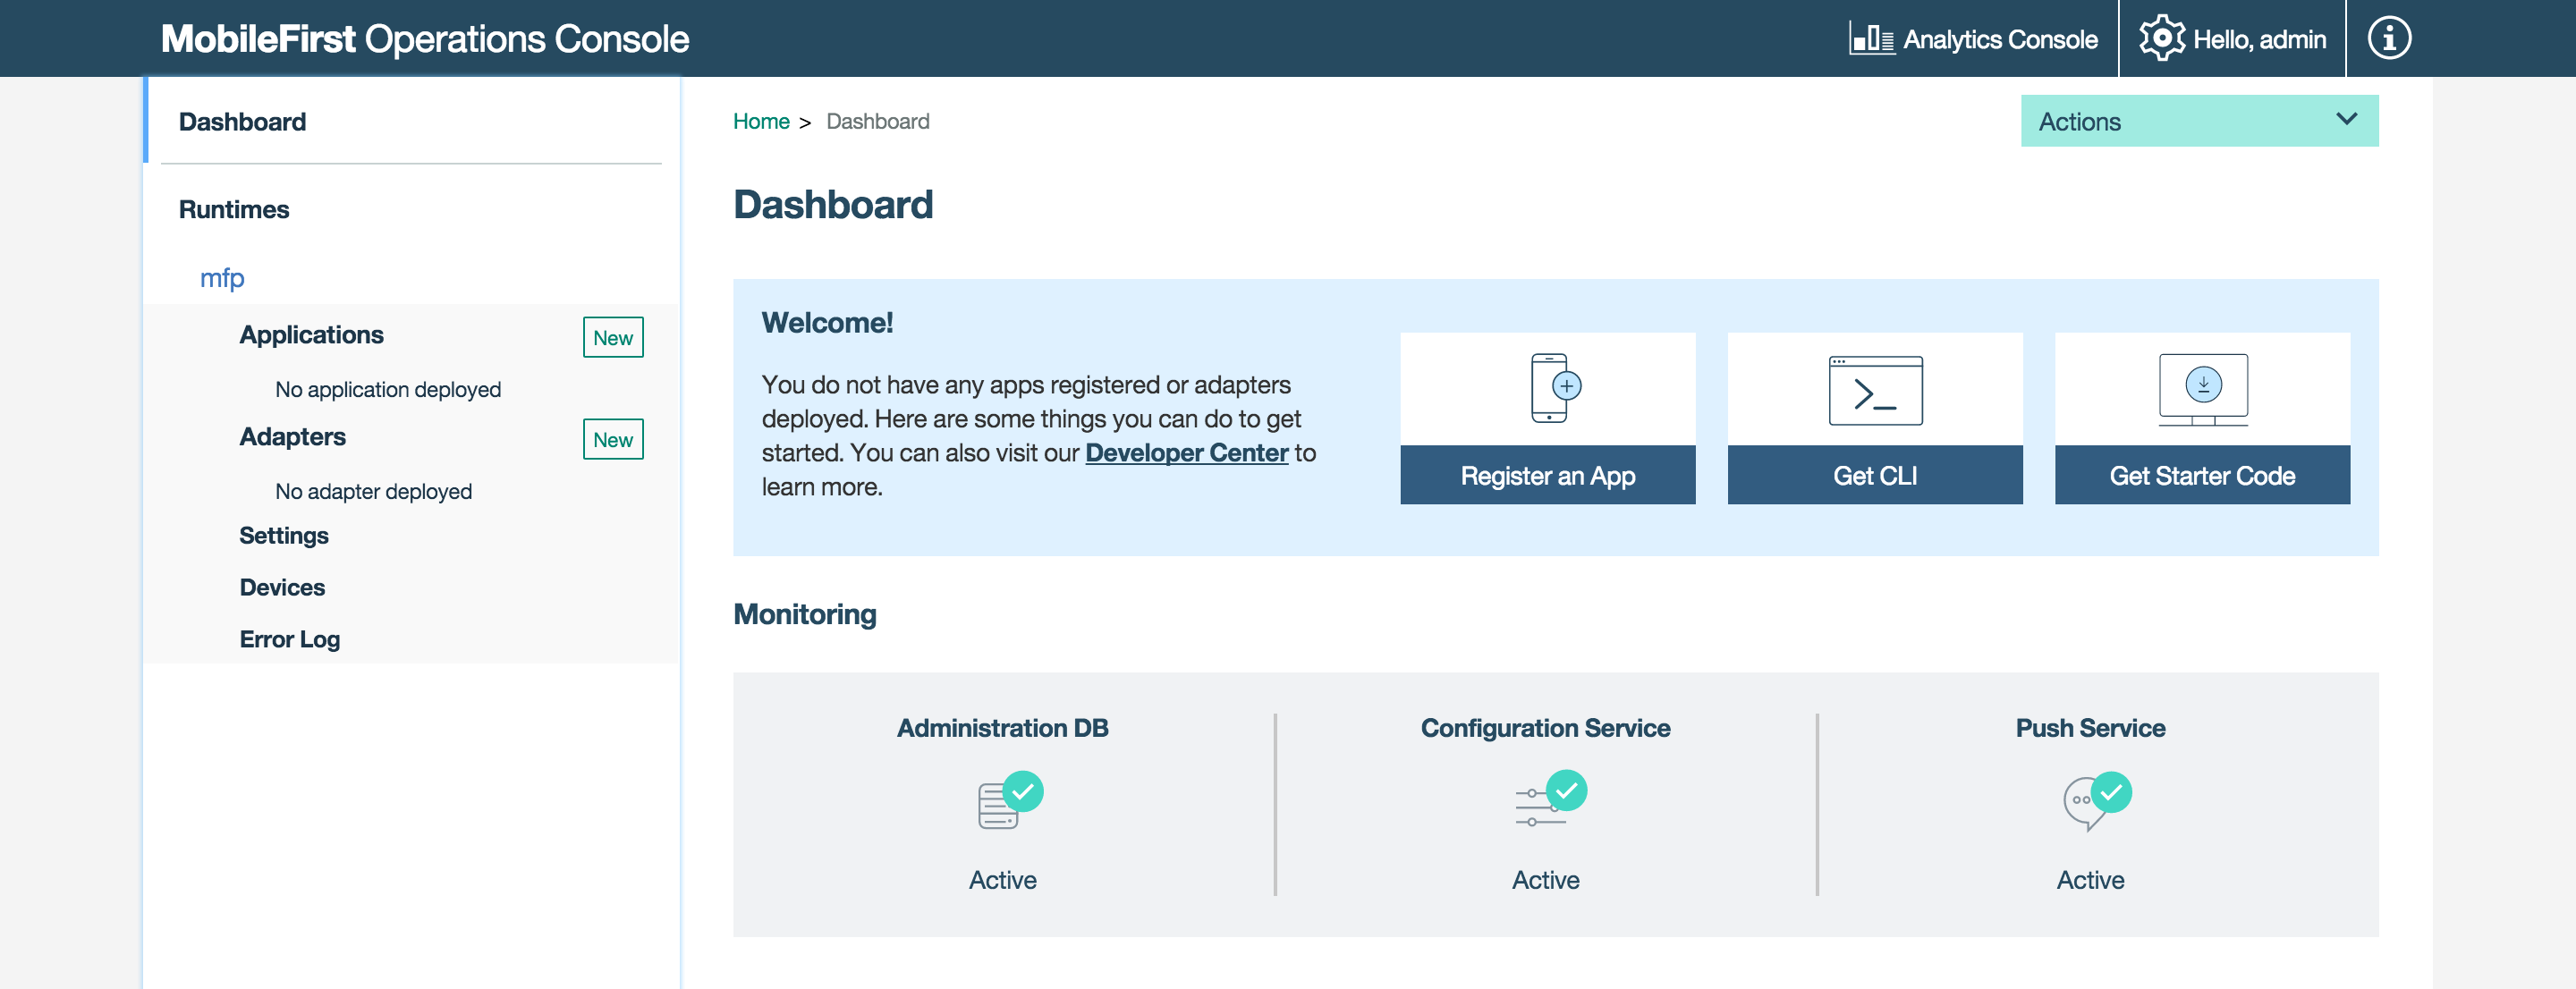 MobileFirst Operations Console
Analytics Console
Hello, admin
Dashboard
Runtimes
mfp
Applications
New
No application deployed
Adapters
New
No adapter deployed
Settings
Devices
Error Log
Home > Dashboard
Actions
Dashboard
Welcome!
You do not have any apps registered or adapters
deployed. Here are some things you can do to get
started. You can also visit our Developer Center to
learn more.
Register an App
Get CLI
Get Starter Code
Monitoring
Administration DB
Active
Configuration Service
Active
Push Service
Active